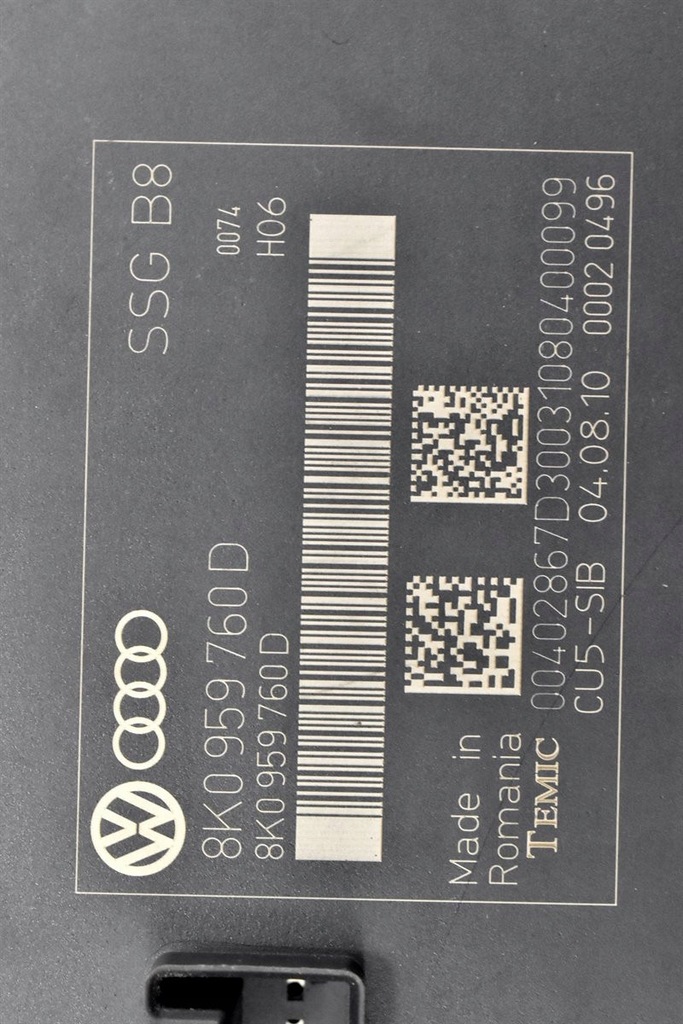 SSG B8
8K0 959 760 D
0074
8K0 959 760 D
H06
Made in
Romania
TEMIC
00402867D300310804000099
CU5-SIB 04.08.10 0002 0496